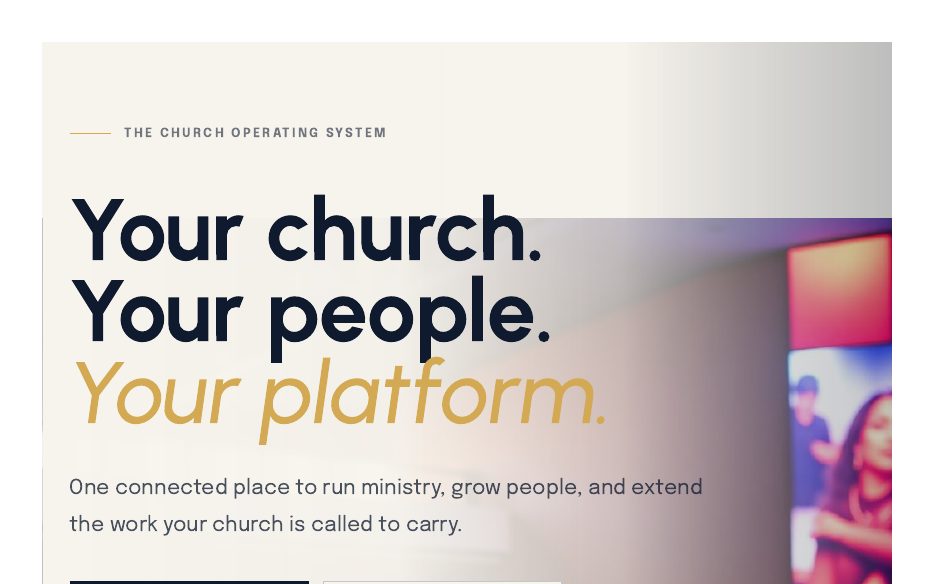 THE CHURCH OPERATING SYSTEM
Your church.
Your people.
Your platform.
One connected place to run ministry, grow people, and extend
the work your church is called to carry.